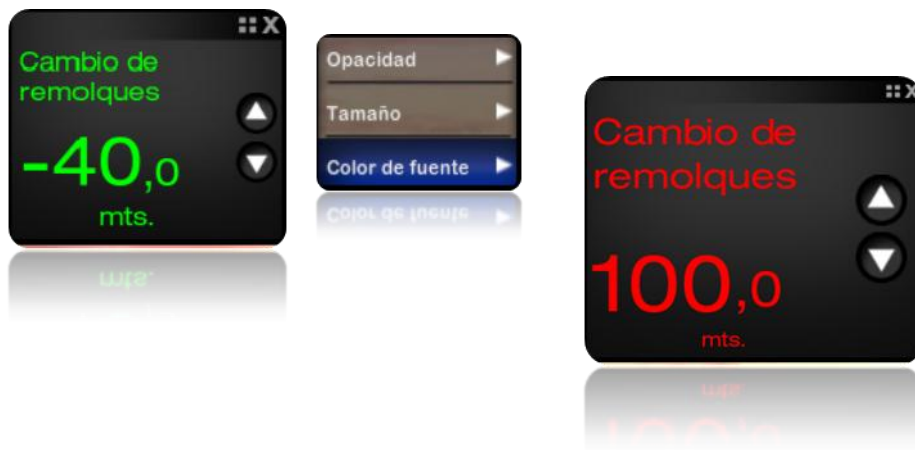 X
Cambio de
remolques
-40,0
mts.
Opacidad
Tamaño
Color de fuente
X
Cambio de
remolques
100,0
mts.